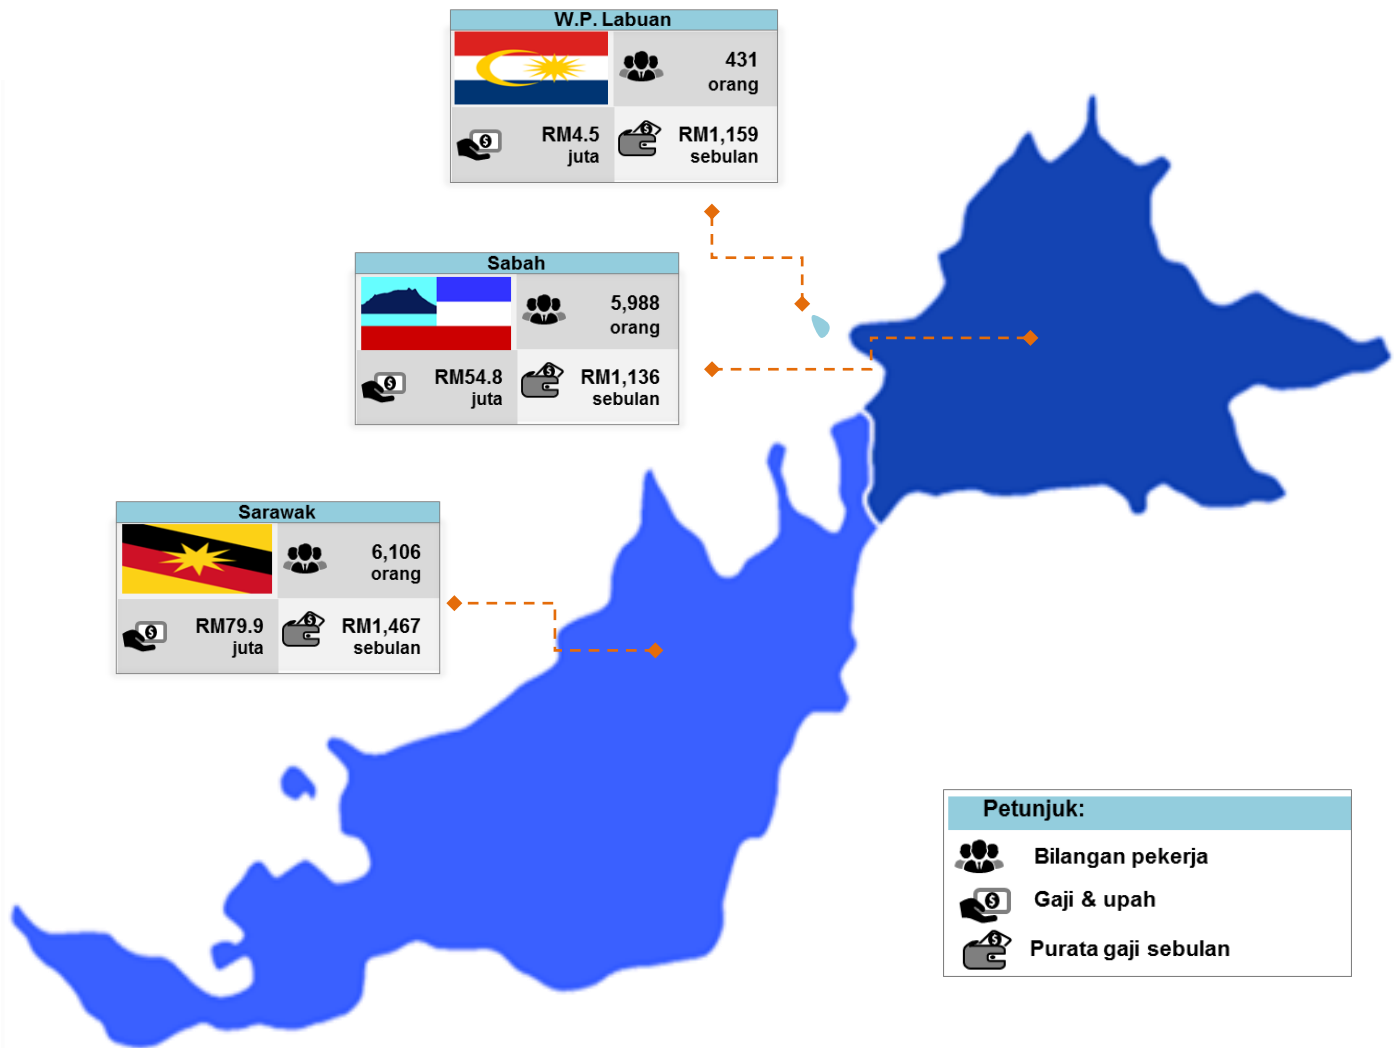 W.P. Labuan
431
orang
RM4.5
juta
RM1,159
sebulan
Sabah
5,988
orang
RM54.8
juta
RM1,136
sebulan
Sarawak
6,106
orang
RM79.9
juta
RM1,467
sebulan
Petunjuk:
Bilangan pekerja
Gaji & upah
Purata gaji sebulan